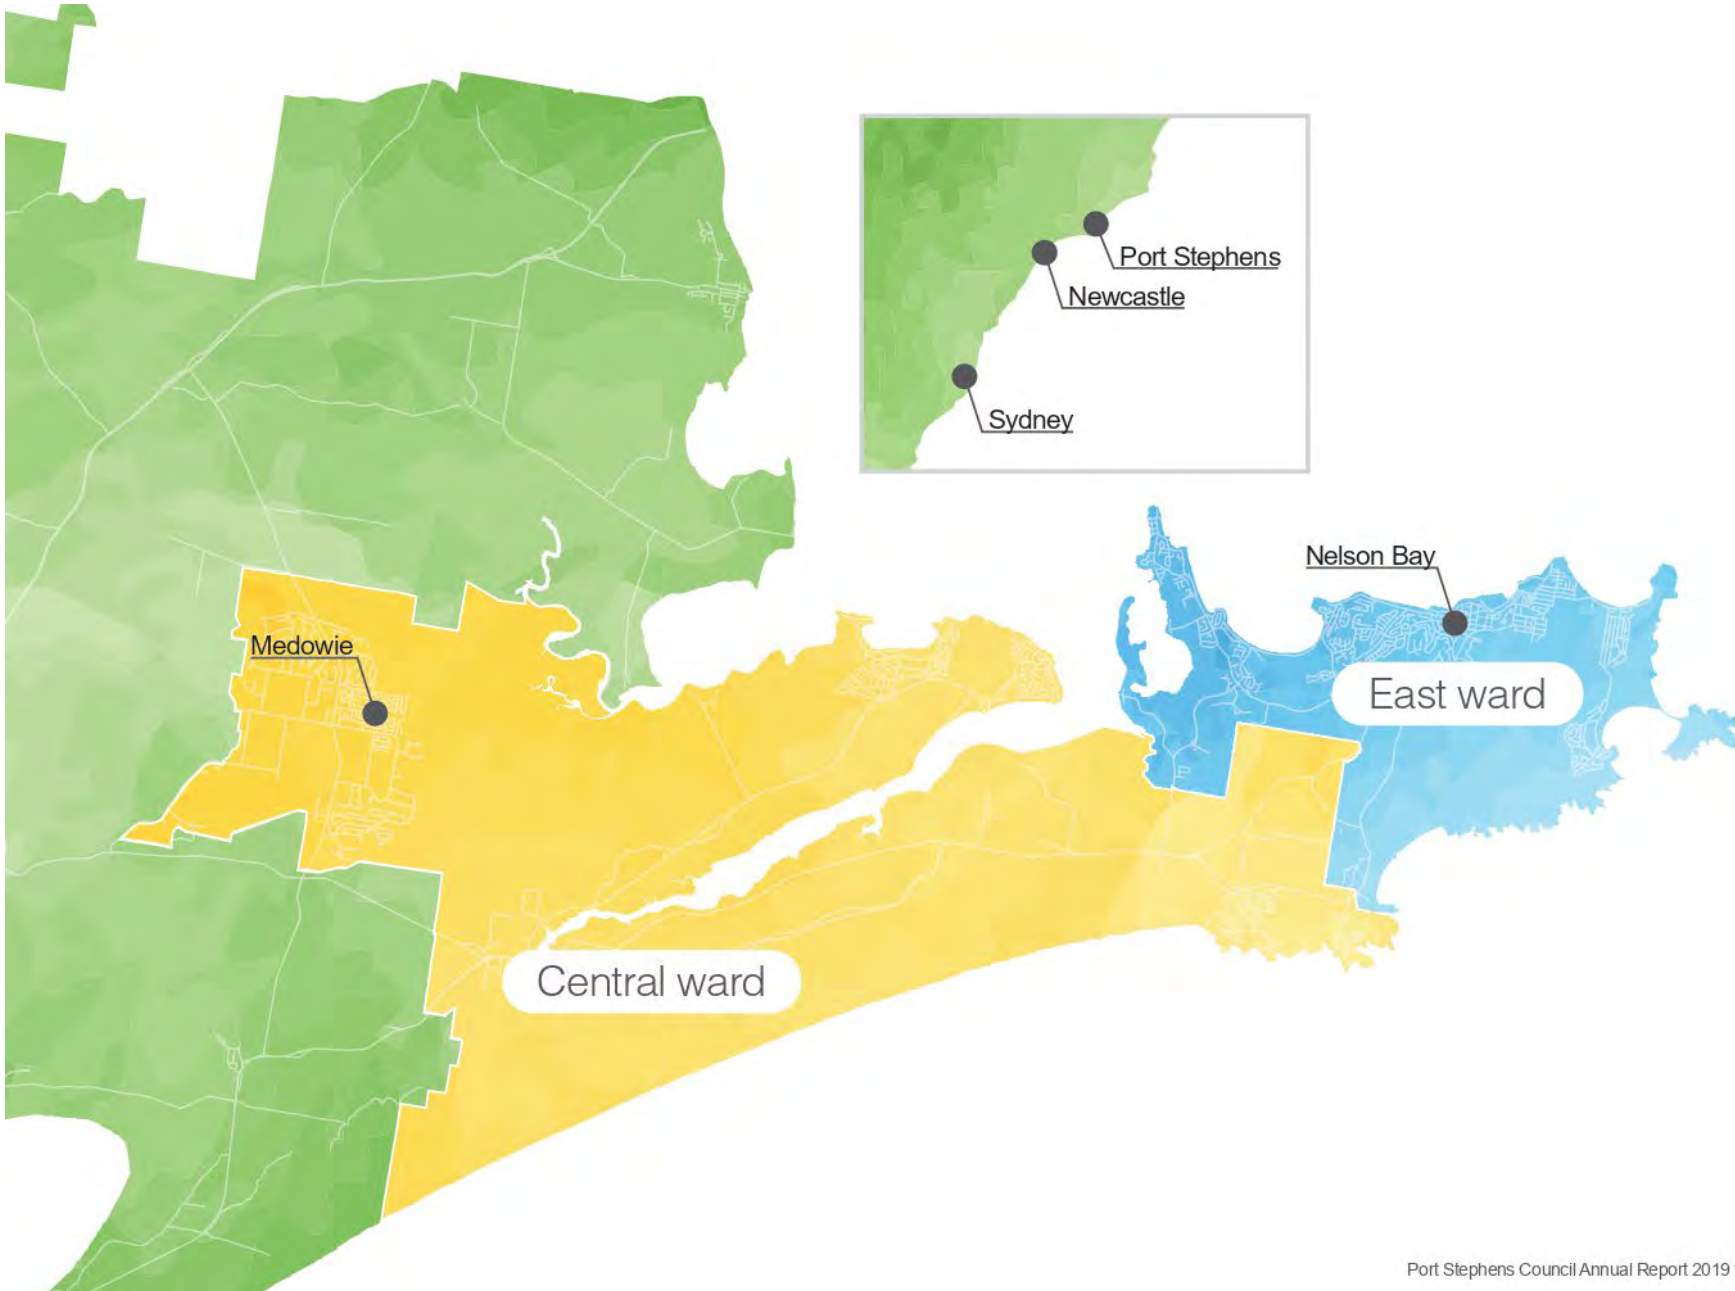 Port Stephens
Newcastle
Sydney
Nelson Bay
Medowie
East ward
Central ward
Port Stephens Council Annual Report 2019